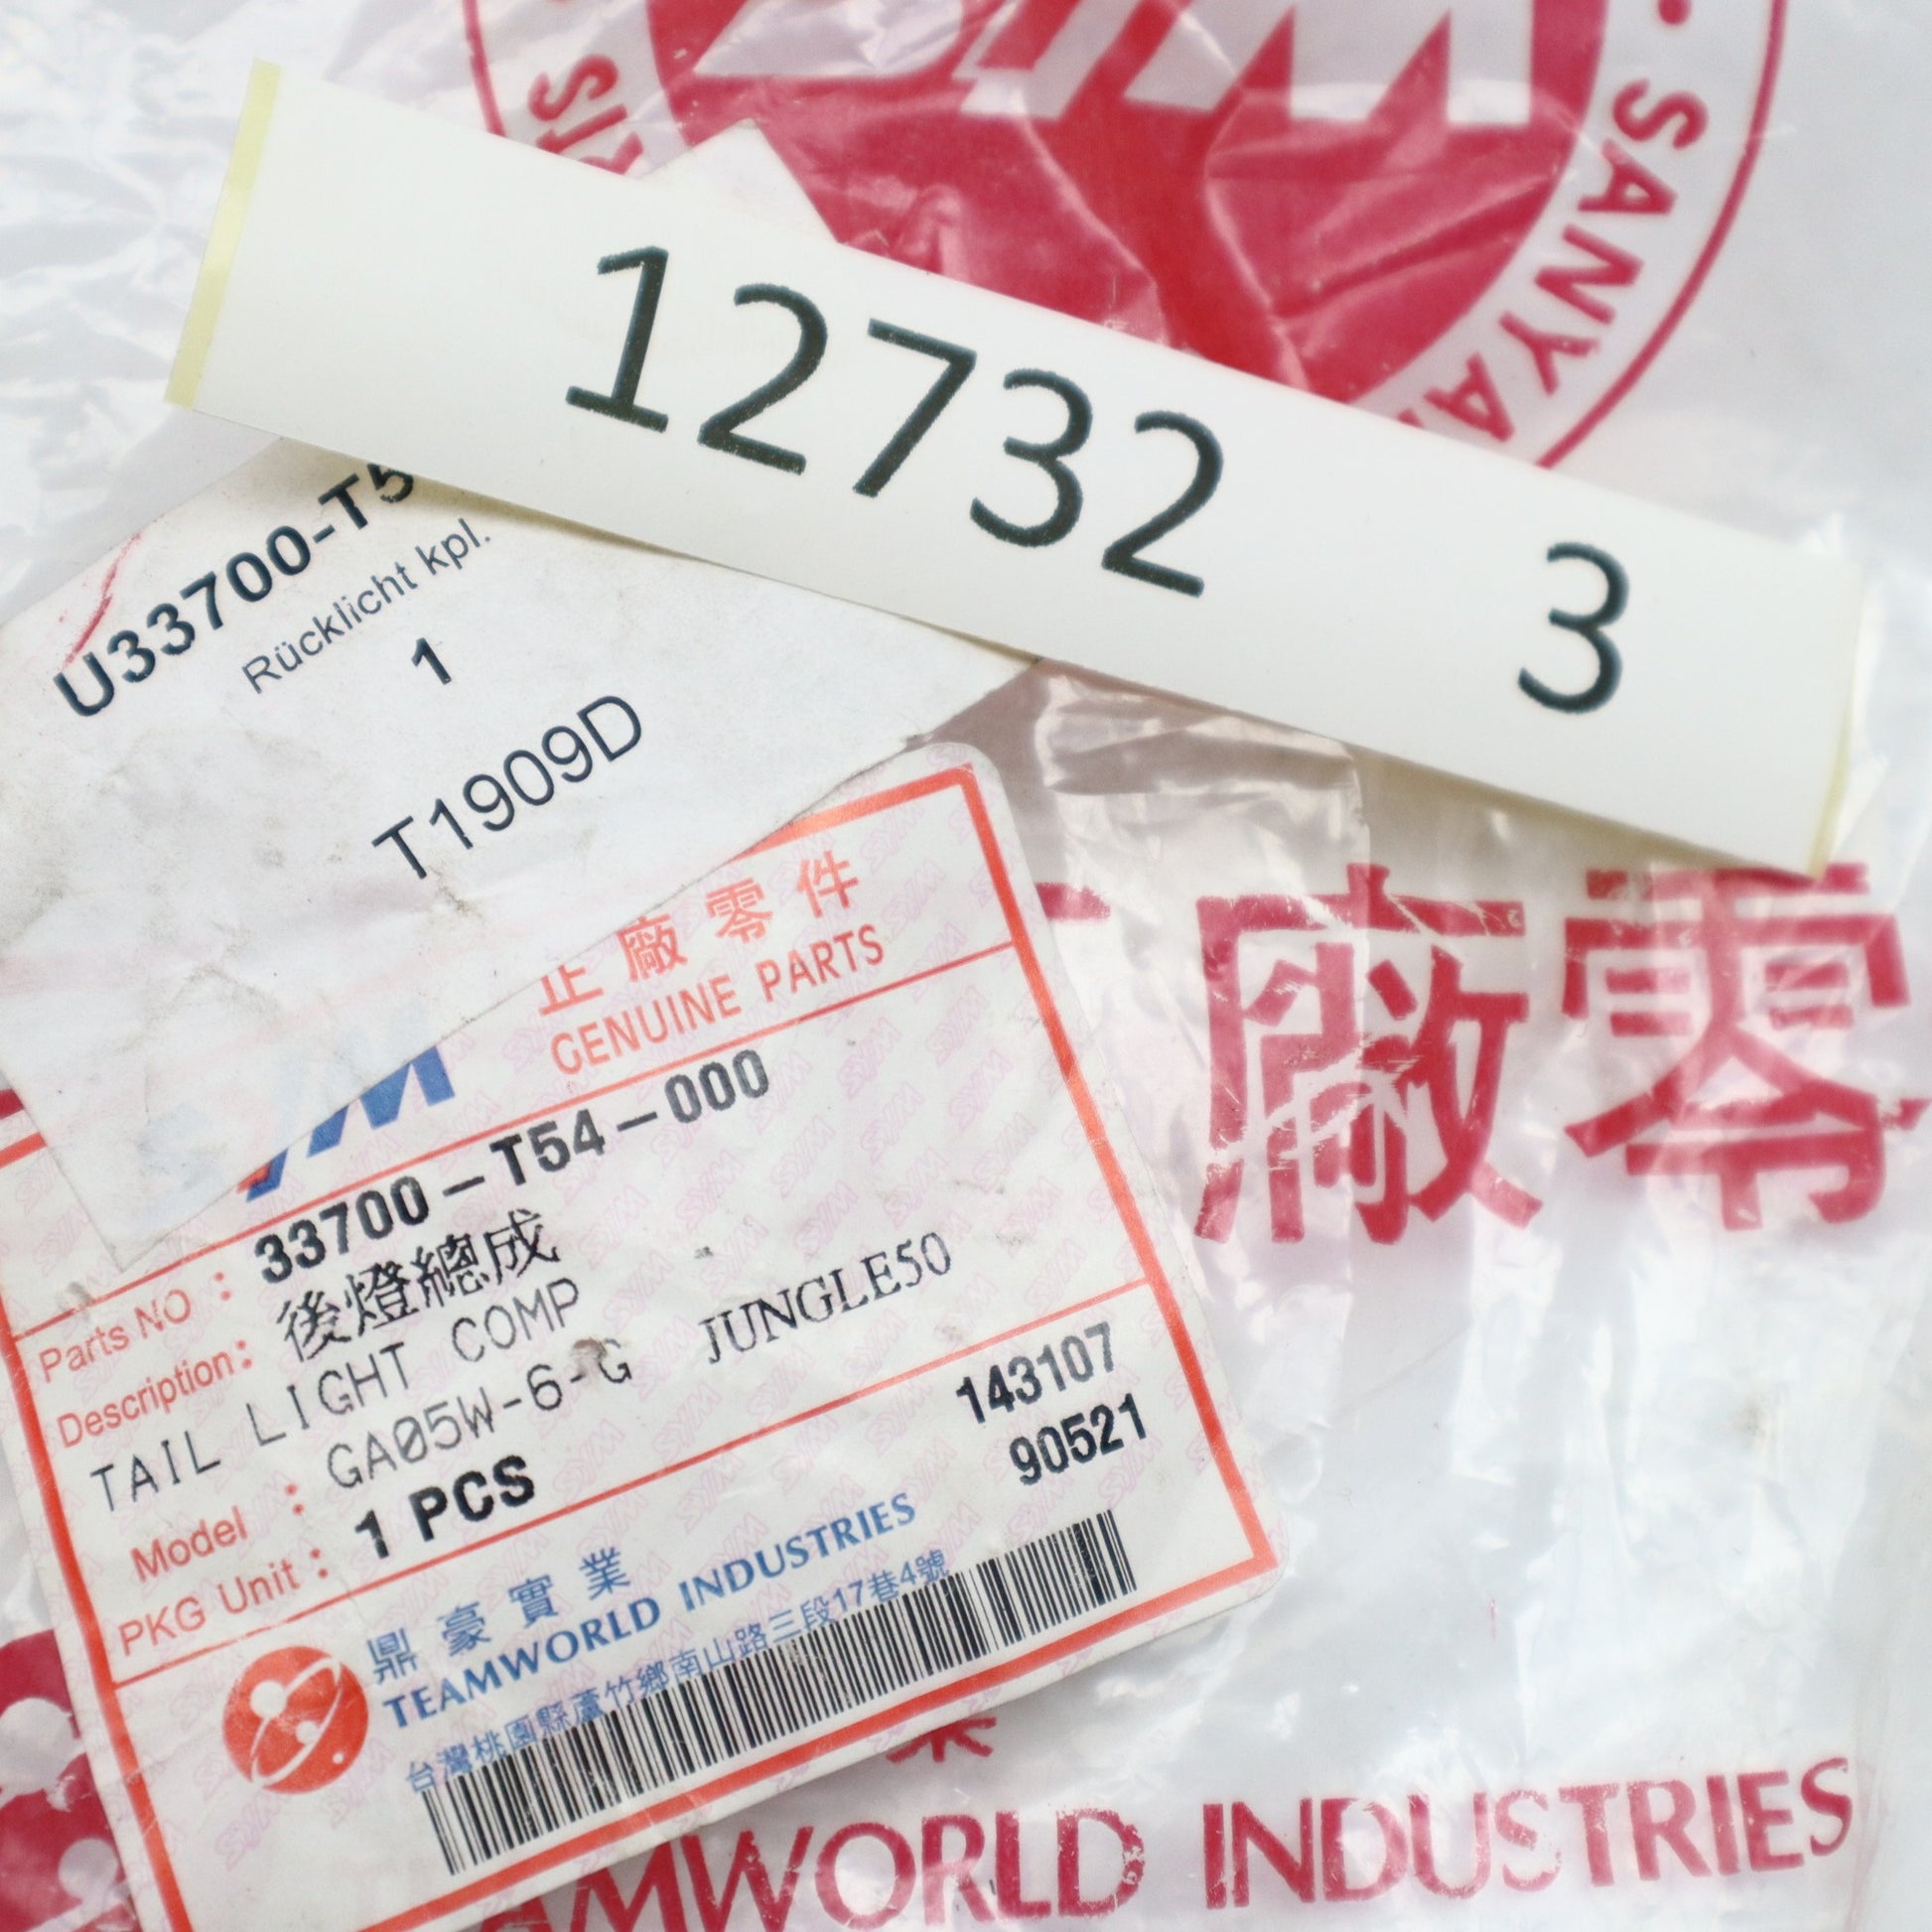 SANYA
12732 3
U33700-T5
Rücklicht kpl.
1
T1909D
廠零
正廠零件
GENUINE PARTS
Parts NO : 33700-T54-000
Description: 後燈總成
TAIL LIGHT COMP
Model : GA05W-6-G JUNGLE50
PKG Unit : 1 PCS
143107
90521
鼎豪實業
TEAMWORLD INDUSTRIES
台灣桃園縣蘆竹鄉南山路三段17巷4號
AMWORLD INDUSTRIES